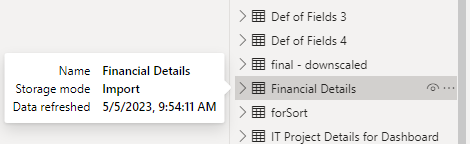 Def of Fields 3
Def of Fields 4
final - downscaled
Name Financial Details
Storage mode Import
Data refreshed 5/5/2023, 9:54:11 AM
Financial Details
forSort
IT Project Details for Dashboard